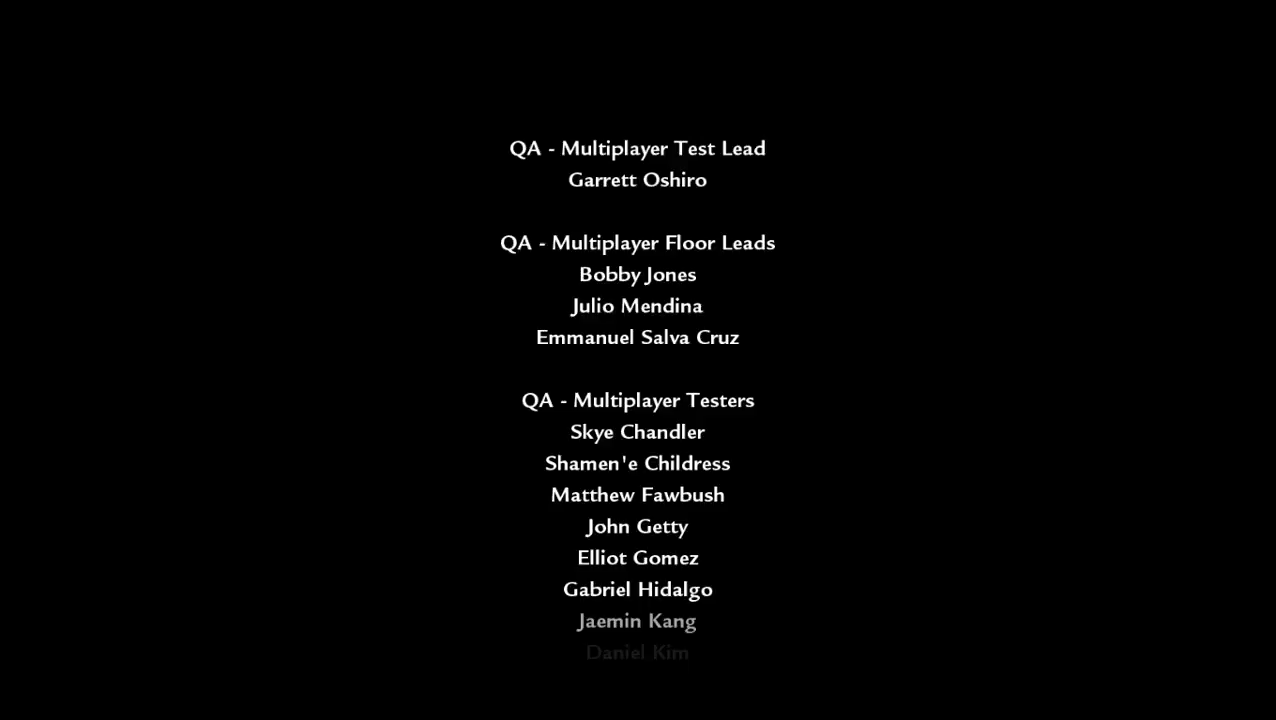 QA - Multiplayer Test Lead
Garrett Oshiro
QA - Multiplayer Floor Leads
Bobby Jones
Julio Mendina
Emmanuel Salva Cruz
QA - Multiplayer Testers
Skye Chandler
Shamen'e Childress
Matthew Fawbush
John Getty
Elliot Gomez
Gabriel Hidalgo
Jaemin Kang
Daniel Kim